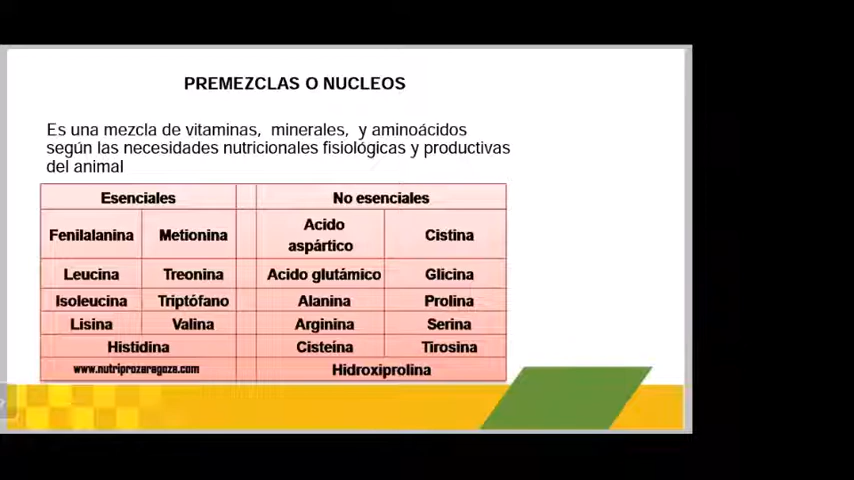 PREMEZCLAS O NUCLEOS
Es una mezcla de vitaminas, minerales, y aminoácidos
según las necesidades nutricionales fisiológicas y productivas
del animal
Esenciales No esenciales
Fenilalanina Metionina Acido aspártico Cistina
Leucina Treonina Acido glutámico Glicina
Isoleucina Triptófano Alanina Prolina
Lisina Valina Arginina Serina
Histidina Cisteína Tirosina
www.nutriprozaragoza.com Hidroxiprolina